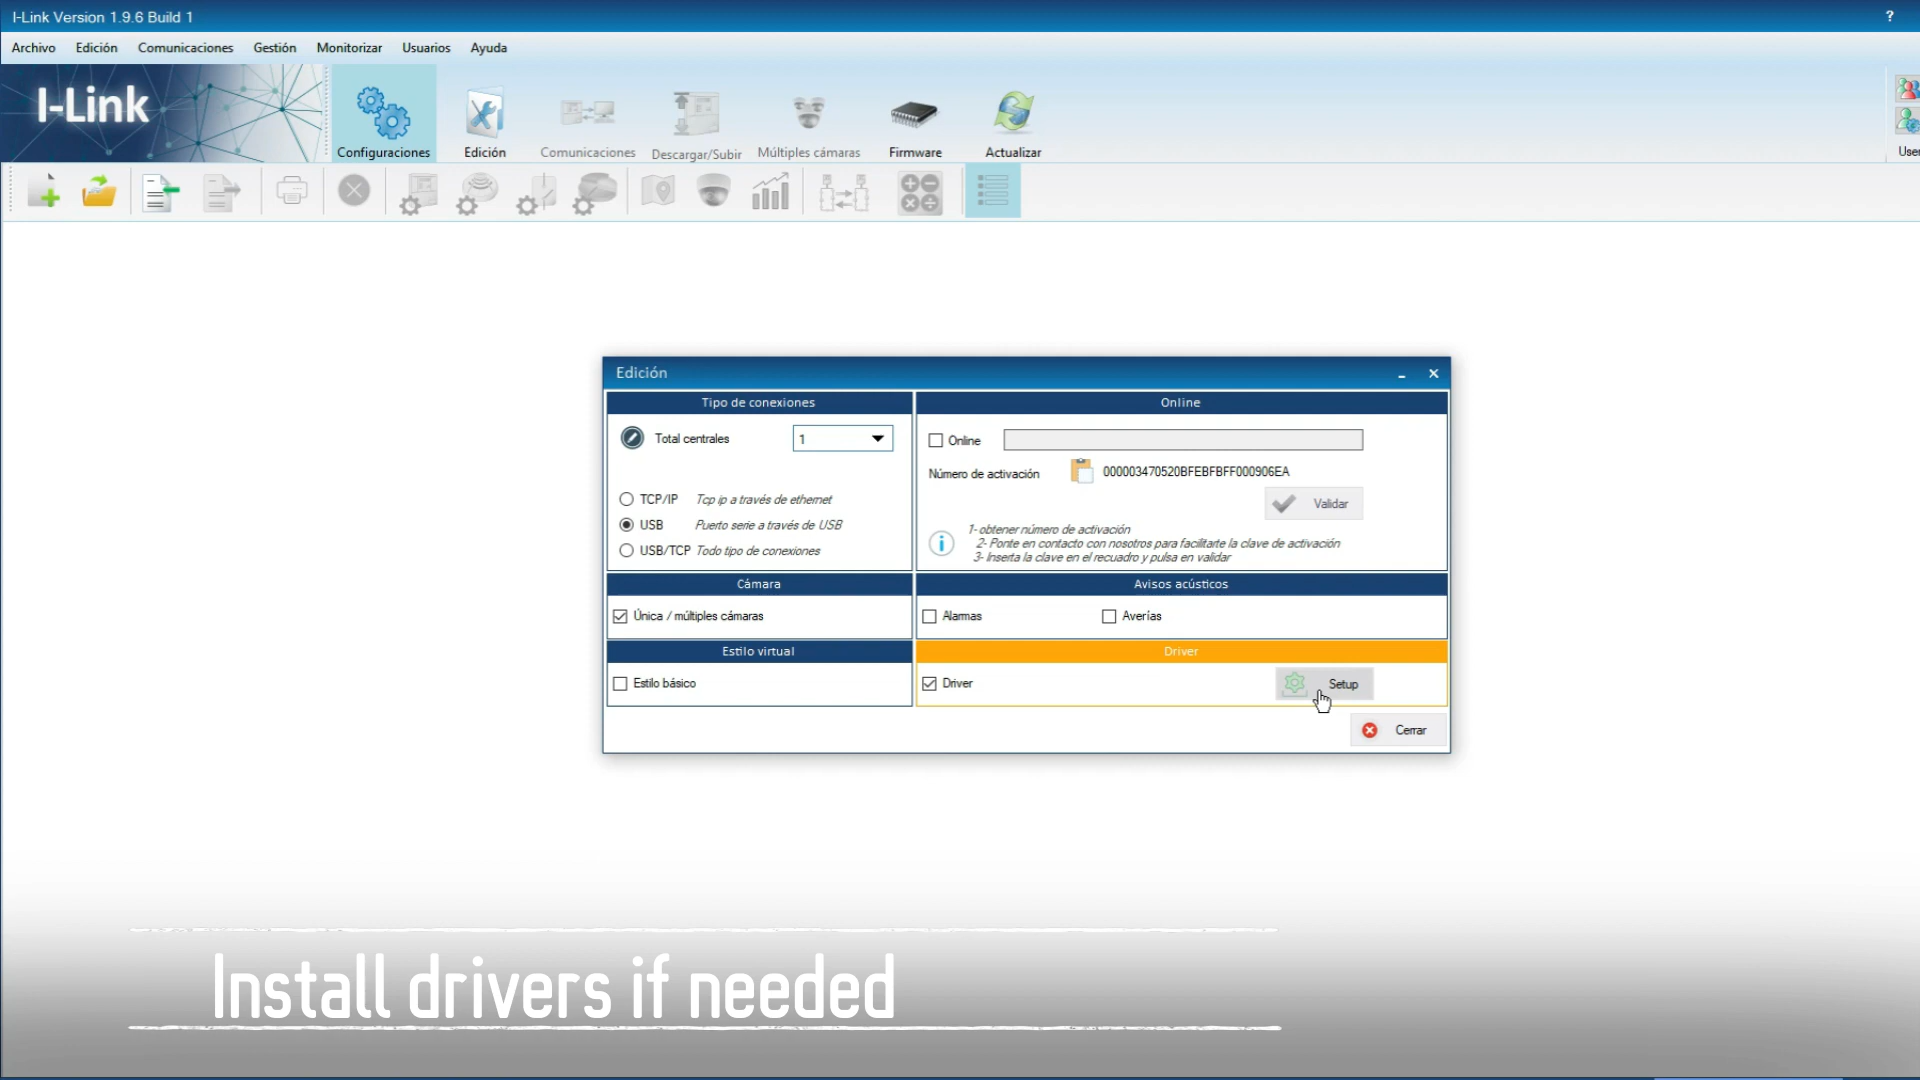 I-Link Version 1.9.6 Build 1
?
Archivo Edición Comunicaciones Gestión Monitorizar Usuarios Ayuda
I-Link
Configuraciones
Edición
Comunicaciones
Descargar/Subir
Múltiples cámaras
Firmware
Actualizar
Edición
Tipo de conexiones
Total centrales 1
TCP/IP Tcp ip a través de ethernet
USB Puerto serie a través de USB
USB/TCP Todo tipo de conexiones
Online
Online
Número de activación 000003470520BFEBFBFF000906EA
Validar
1- obtener número de activación
2- Ponte en contacto con nosotros para facilitarte la clave de activación
3- Inserta la clave en el recuadro y pulsa en validar
Cámara
Única / múltiples cámaras
Avisos acústicos
Alarmas Averías
Estilo virtual
Estilo básico
Driver
Driver Setup
Cerrar
Install drivers if needed